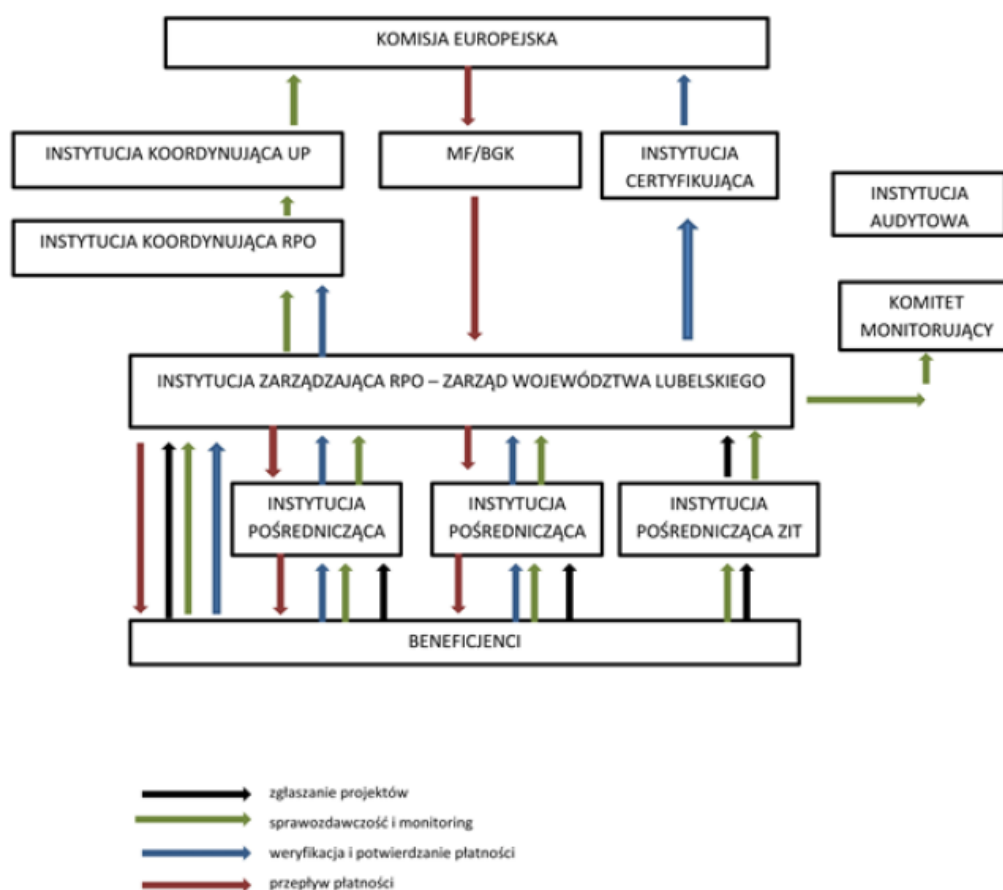 KOMISJA EUROPEJSKA
INSTYTUCJA KOORDYNUJĄCA UP
MF/BGK
INSTYTUCJA
CERTYFIKUJĄCA
INSTYTUCJA
AUDYTOWA
INSTYTUCJA KOORDYNUJĄCA RPO
KOMITET
MONITORUJĄCY
INSTYTUCJA ZARZĄDZAJĄCA RPO – ZARZĄD WOJEWÓDZTWA LUBELSKIEGO
INSTYTUCJA
POŚREDNICZĄCA
INSTYTUCJA
POŚREDNICZĄCA
INSTYTUCJA
POŚREDNICZĄCA ZIT
BENEFICJENCI
zgłaszanie projektów
sprawozdawczość i monitoring
weryfikacja i potwierdzanie płatności
przepływ płatności